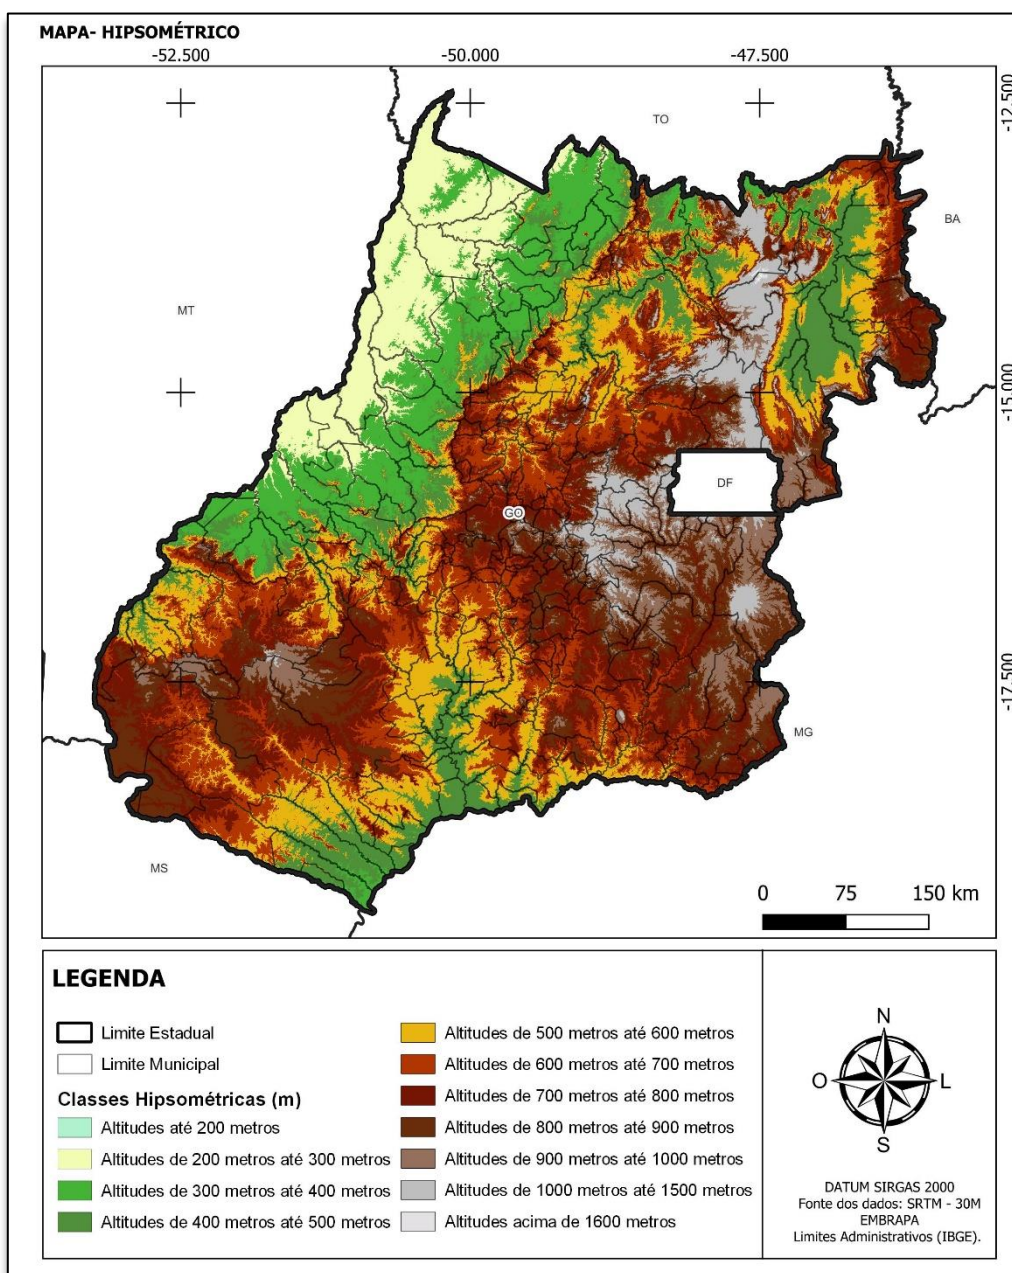 MAPA- HIPSOMÉTRICO
-52.500 -50.000 -47.500
-12.500
TO
BA
MT
-15.000
DF
GO
-17.500
MG
MS
0 75 150 km
LEGENDA
Limite Estadual
Limite Municipal
Classes Hipsométricas (m)
Altitudes até 200 metros
Altitudes de 200 metros até 300 metros
Altitudes de 300 metros até 400 metros
Altitudes de 400 metros até 500 metros
Altitudes de 500 metros até 600 metros
Altitudes de 600 metros até 700 metros
Altitudes de 700 metros até 800 metros
Altitudes de 800 metros até 900 metros
Altitudes de 900 metros até 1000 metros
Altitudes de 1000 metros até 1500 metros
Altitudes acima de 1600 metros
N
O L
S
DATUM SIRGAS 2000
Fonte dos dados: SRTM - 30M
EMBRAPA
Limites Administrativos (IBGE).